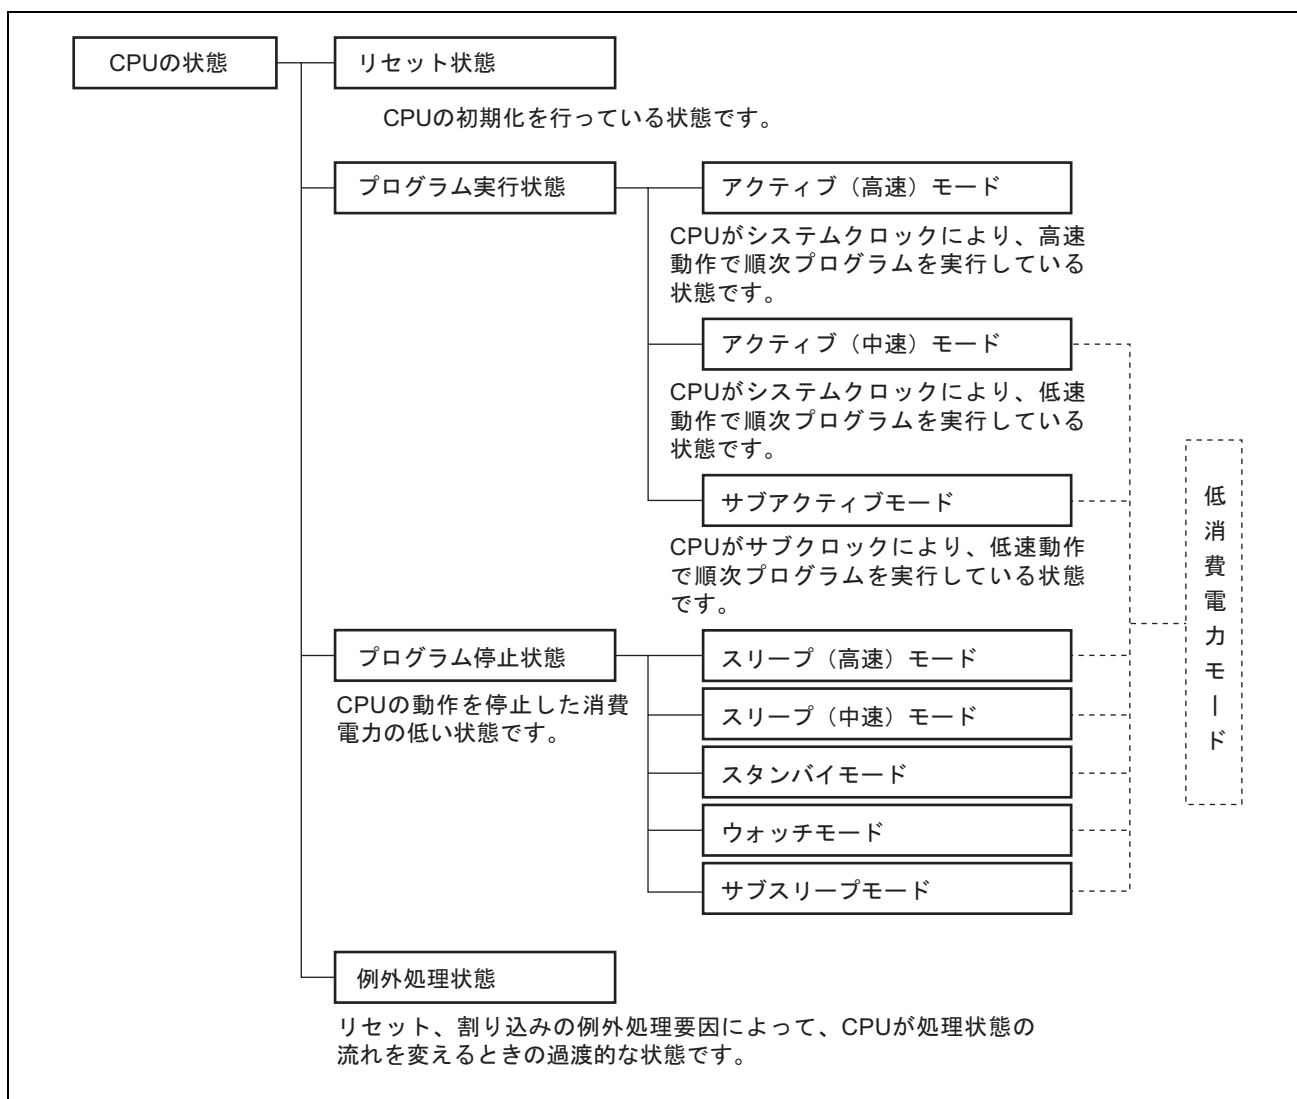 CPUの状態
リセット状態
CPUの初期化を行っている状態です。
プログラム実行状態
アクティブ（高速）モード
CPUがシステムクロックにより、高速
動作で順次プログラムを実行している
状態です。
アクティブ（中速）モード
CPUがシステムクロックにより、低速
動作で順次プログラムを実行している
状態です。
サブアクティブモード
CPUがサブクロックにより、低速動作
で順次プログラムを実行している状態
です。
プログラム停止状態
CPUの動作を停止した消費
電力の低い状態です。
スリープ（高速）モード
スリープ（中速）モード
スタンバイモード
ウォッチモード
サブスリープモード
低消費電力モード
例外処理状態
リセット、割り込みの例外処理要因によって、CPUが処理状態の
流れを変えるときの過渡的な状態です。